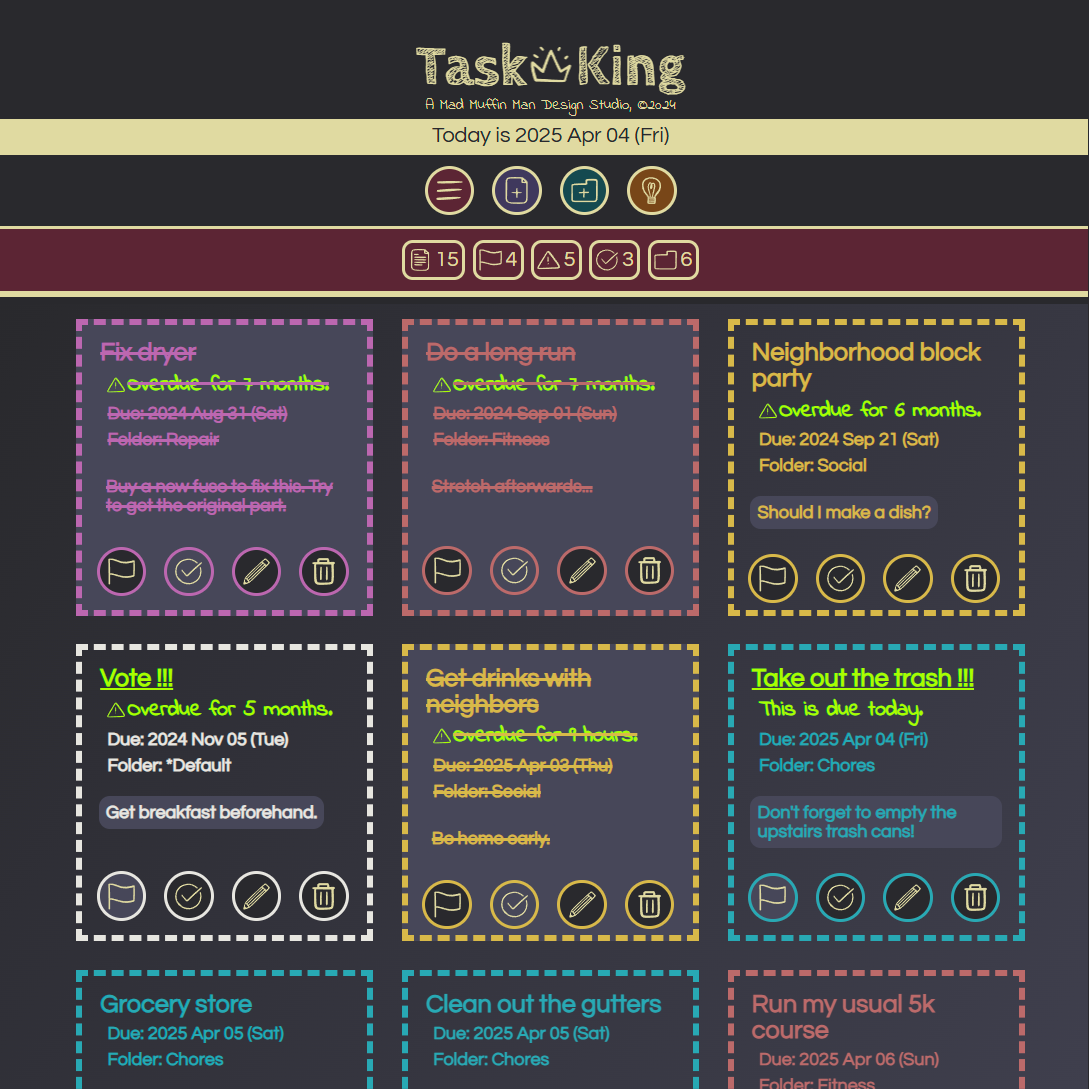 Task King
A Mad Muffin Man Design Studio, ©2024
Today is 2025 Apr 04 (Fri)
15 4 5 3 6
Fix dryer
Overdue for 7 months.
Due: 2024 Aug 31 (Sat)
Folder: Repair
Buy a new fuse to fix this. Try
to get the original part.
Do a long run
Overdue for 7 months.
Due: 2024 Sep 01 (Sun)
Folder: Fitness
Stretch afterwards...
Neighborhood block
party
Overdue for 6 months.
Due: 2024 Sep 21 (Sat)
Folder: Social
Should I make a dish?
Vote !!!
Overdue for 5 months.
Due: 2024 Nov 05 (Tue)
Folder: *Default
Get breakfast beforehand.
Get drinks with
neighbors
Overdue for 9 hours.
Due: 2025 Apr 03 (Thu)
Folder: Social
Be home early.
Take out the trash !!!
This is due today.
Due: 2025 Apr 04 (Fri)
Folder: Chores
Don't forget to empty the
upstairs trash cans!
Grocery store
Due: 2025 Apr 05 (Sat)
Folder: Chores
Clean out the gutters
Due: 2025 Apr 05 (Sat)
Folder: Chores
Run my usual 5k
course
Due: 2025 Apr 06 (Sun)
Folder: Fitness